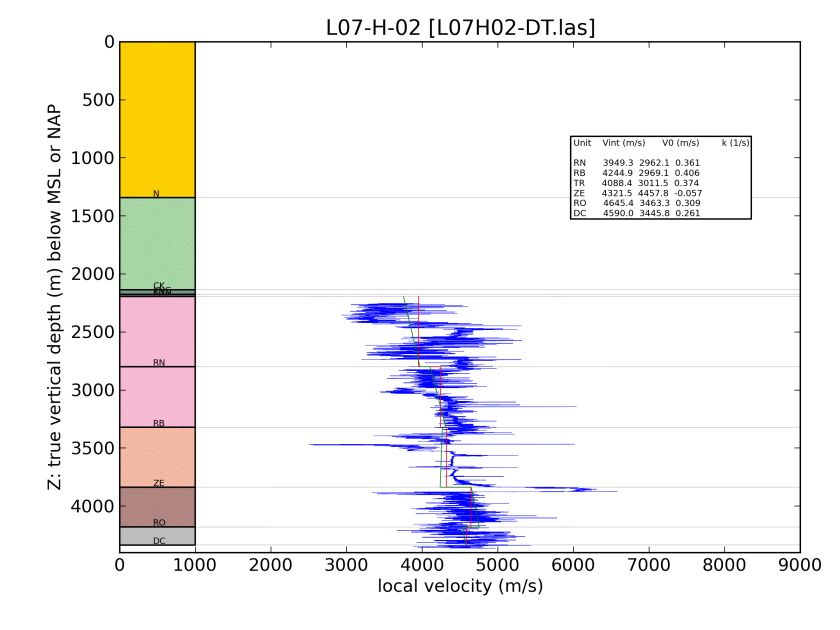 L07-H-02 [L07H02-DT.las]
Z: true vertical depth (m) below MSL or NAP
0
500
1000
1500
2000
2500
3000
3500
4000
N
CK
RN
RB
ZE
RO
DC
Unit Vint (m/s) V0 (m/s) k (1/s)
RN 3949.3 2962.1 0.361
RB 4244.9 2969.1 0.406
TR 4088.4 3011.5 0.374
ZE 4321.5 4457.8 -0.057
RO 4645.4 3463.3 0.309
DC 4590.0 3445.8 0.261
0 1000 2000 3000 4000 5000 6000 7000 8000 9000
local velocity (m/s)